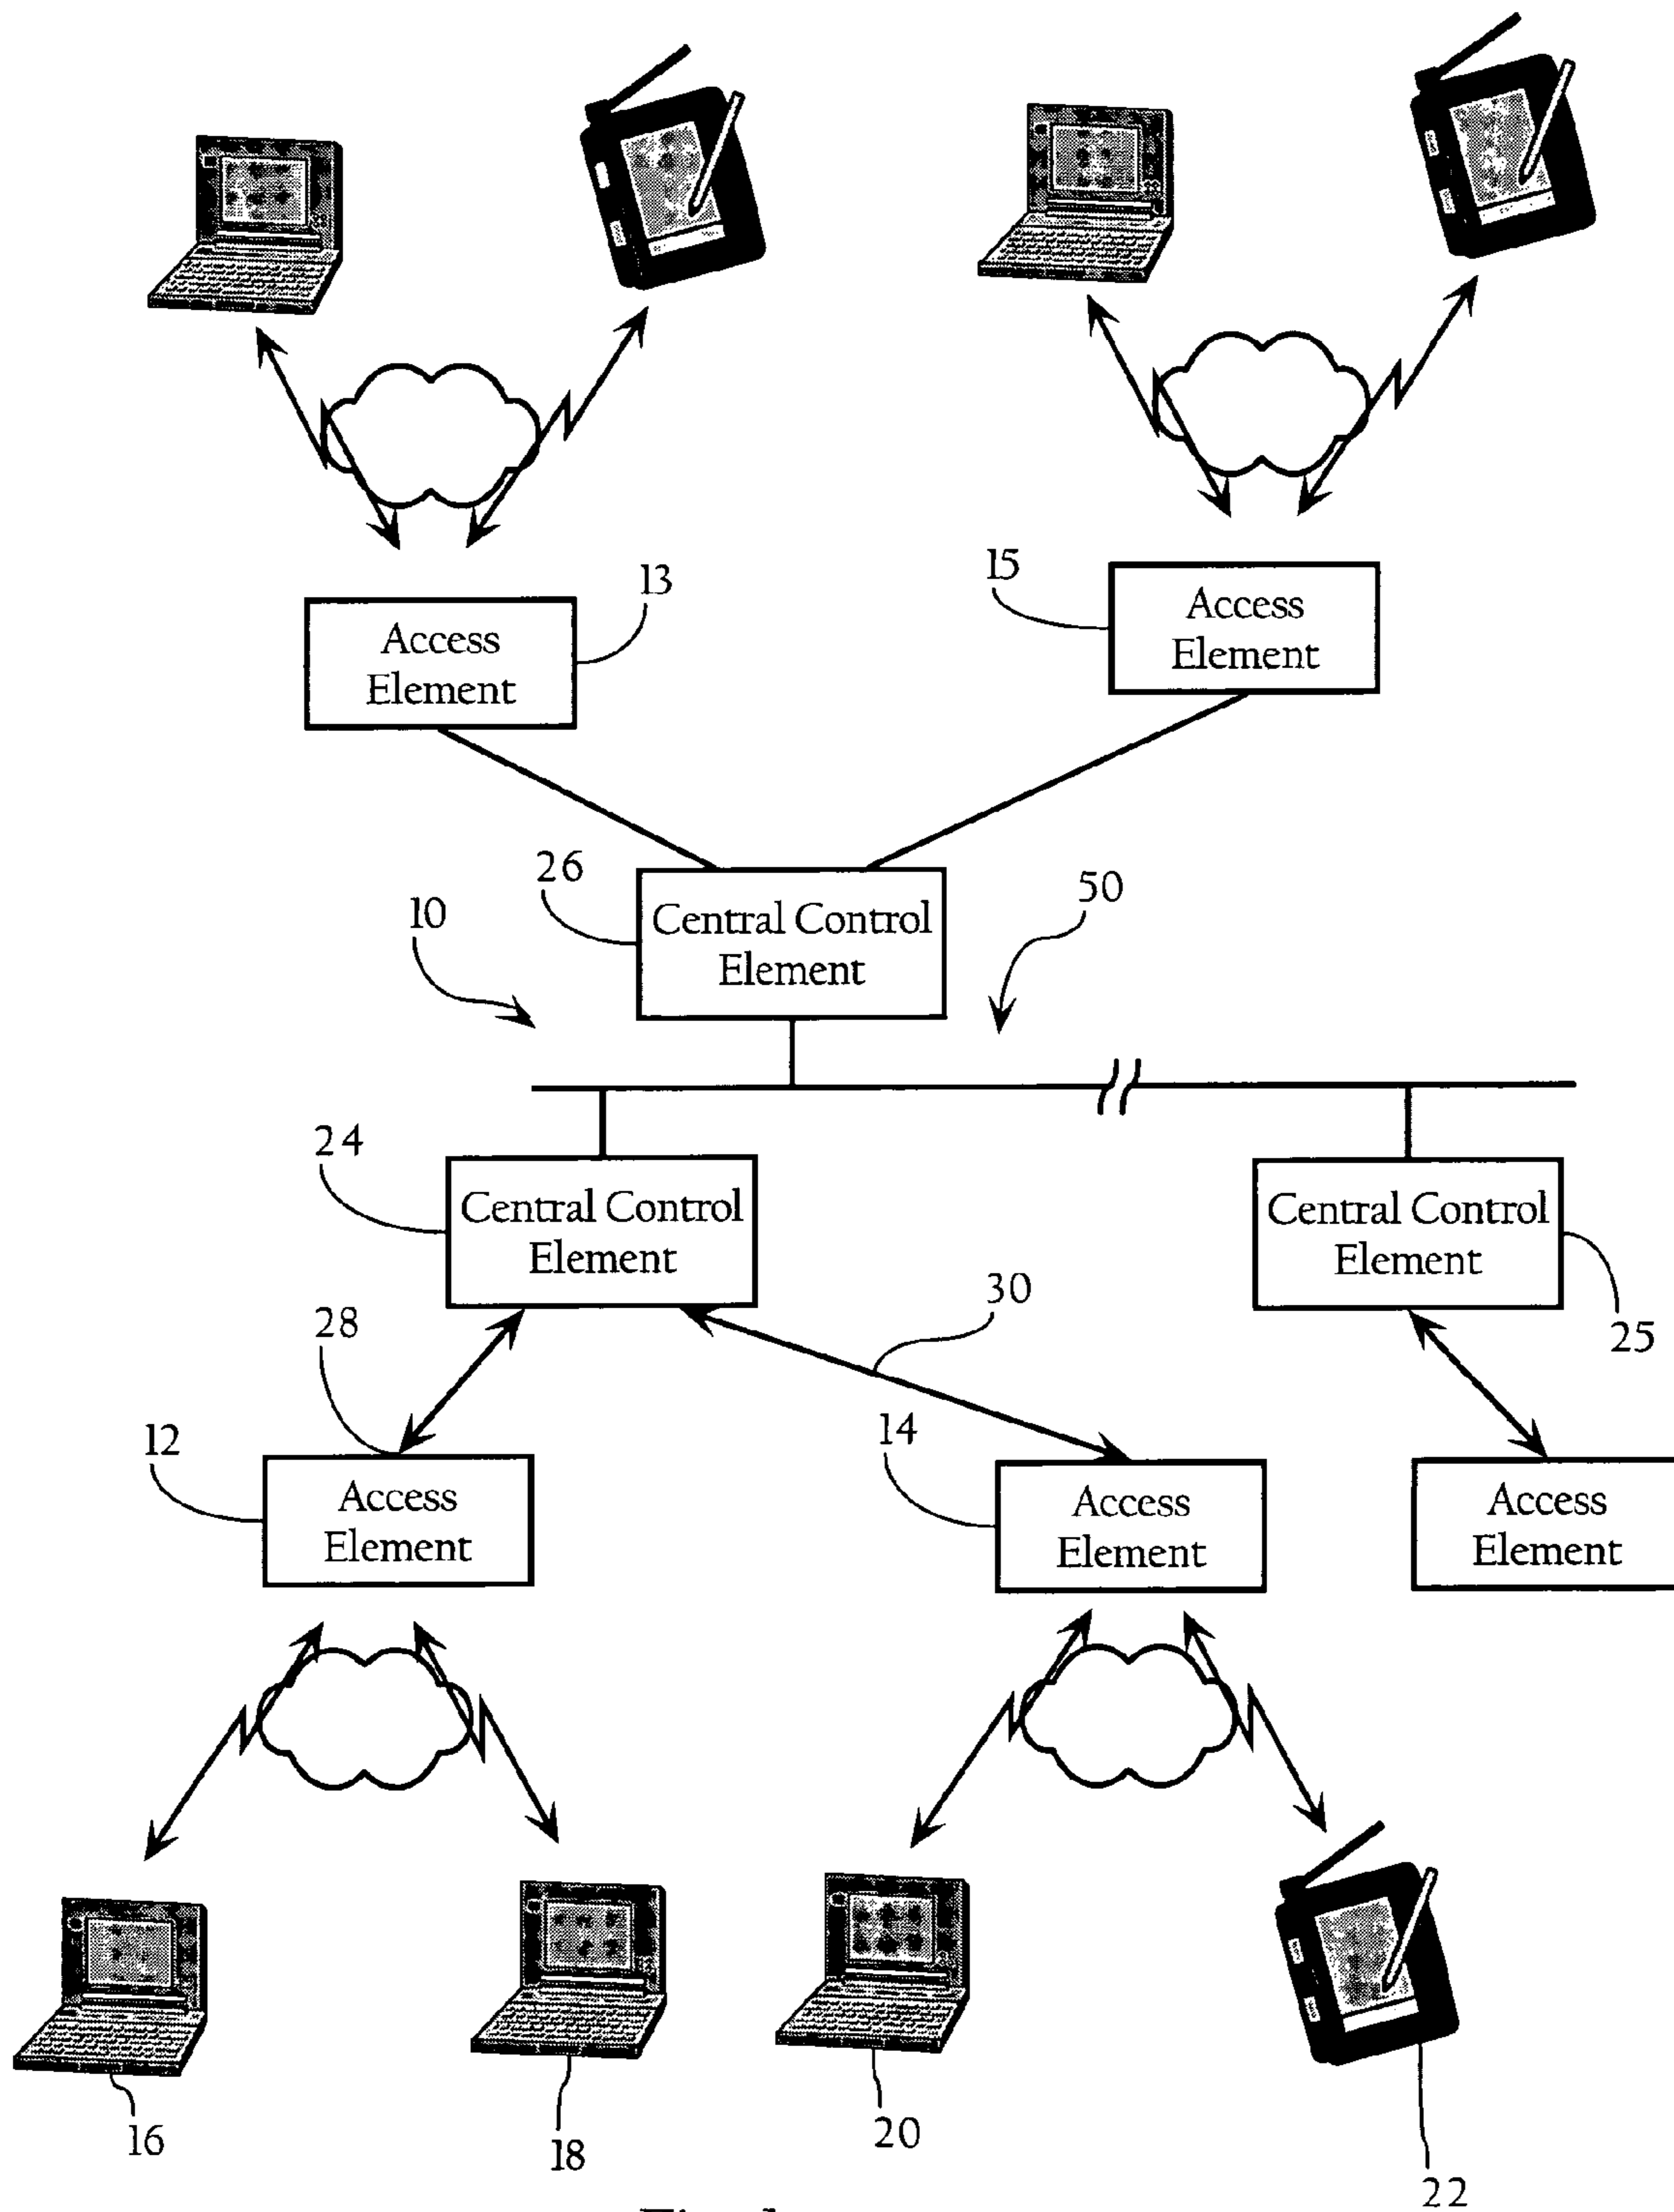 13
15
Access
Element
Access
Element
26
50
10
Central Control
Element
24
Central Control
Element
Central Control
Element
30
28
25
12
14
Access
Element
Access
Element
Access
Element
16
18
20
22